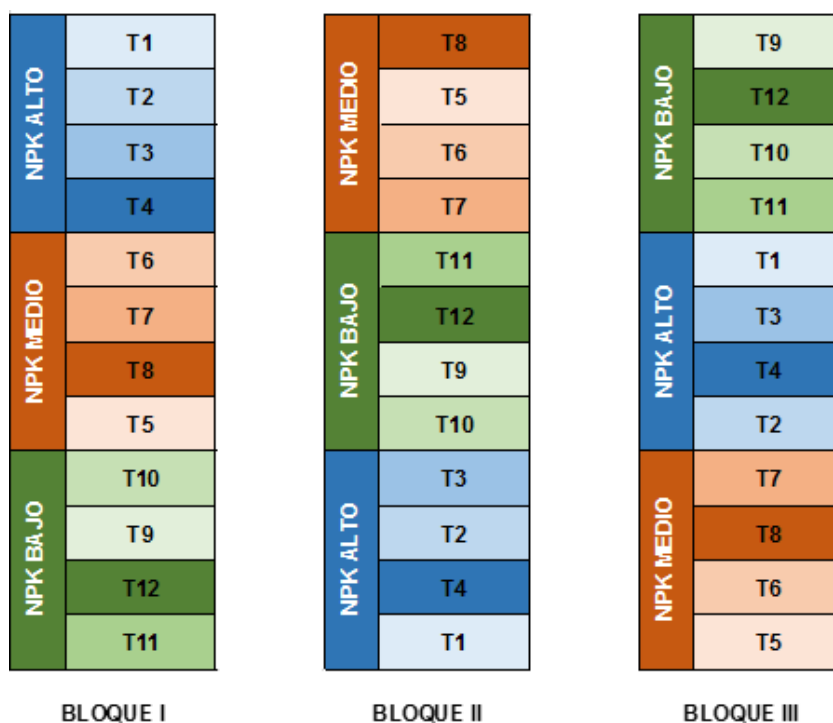 NPK ALTO
T1
T2
T3
T4
NPK MEDIO
T6
T7
T8
T5
NPK BAJO
T10
T9
T12
T11
BLOQUE I
NPK MEDIO
T8
T5
T6
T7
NPK BAJO
T11
T12
T9
T10
NPK ALTO
T3
T2
T4
T1
BLOQUE II
NPK BAJO
T9
T12
T10
T11
NPK ALTO
T1
T3
T4
T2
NPK MEDIO
T7
T8
T6
T5
BLOQUE III